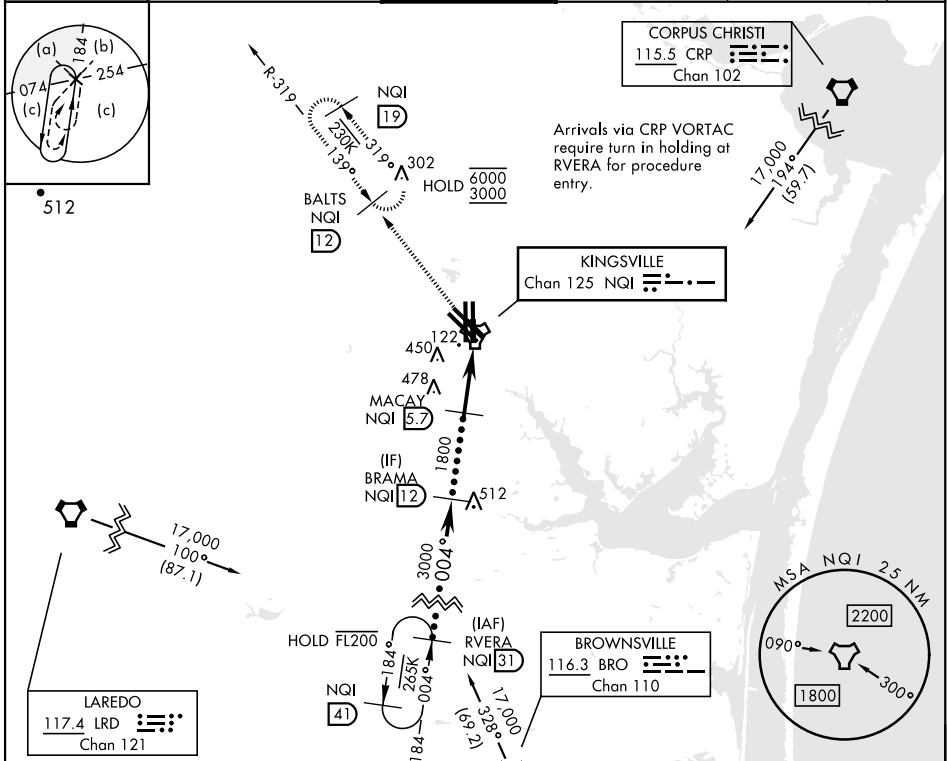 (a)
184
(b)
074
254
(c)
(c)
512
R-319
NQI
19
230K
319°
139°
302
HOLD 6000
3000
BALTS
NQI
12
CORPUS CHRISTI
115.5 CRP
Chan 102
Arrivals via CRP VORTAC
require turn in holding at
RVERA for procedure
entry.
17,000
194°
(59.7)
KINGSVILLE
Chan 125 NQI
122
450
478
MACAY
NQI 5.7
1800
(IF)
BRAMA
NQI 12
512
17,000
100°
(87.1)
3000
004°
HOLD FL200
184°
265K
004°
(IAF)
RVERA
NQI 31
NQI
41
184
LAREDO
117.4 LRD
Chan 121
BROWNSVILLE
116.3 BRO
Chan 110
17,000
328°
(69.2)
MSA NQI 25 NM
2200
090°
1800
300°